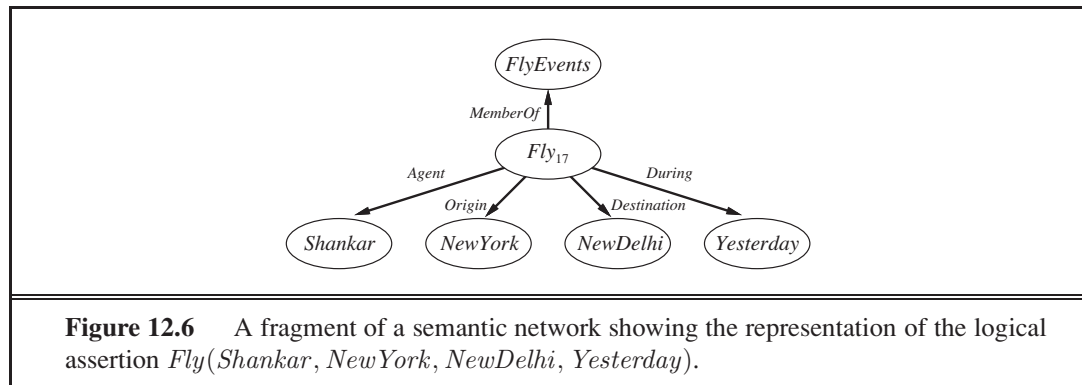 FlyEvents
MemberOf
Fly₁₇
Agent
During
Origin
Destination
Shankar
NewYork
NewDelhi
Yesterday
Figure 12.6 A fragment of a semantic network showing the representation of the logical
assertion Fly(Shankar, NewYork, NewDelhi, Yesterday).